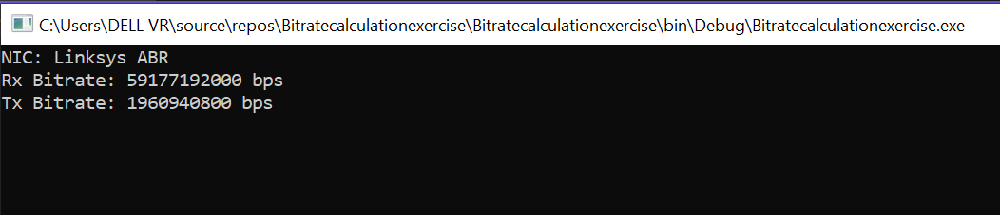 C:\Users\DELL VR\source\repos\Bitratecalculationexercise\Bitratecalculationexercise\bin\Debug\Bitratecalculationexercise.exe
NIC: Linksys ABR
Rx Bitrate: 59177192000 bps
Tx Bitrate: 1960940800 bps